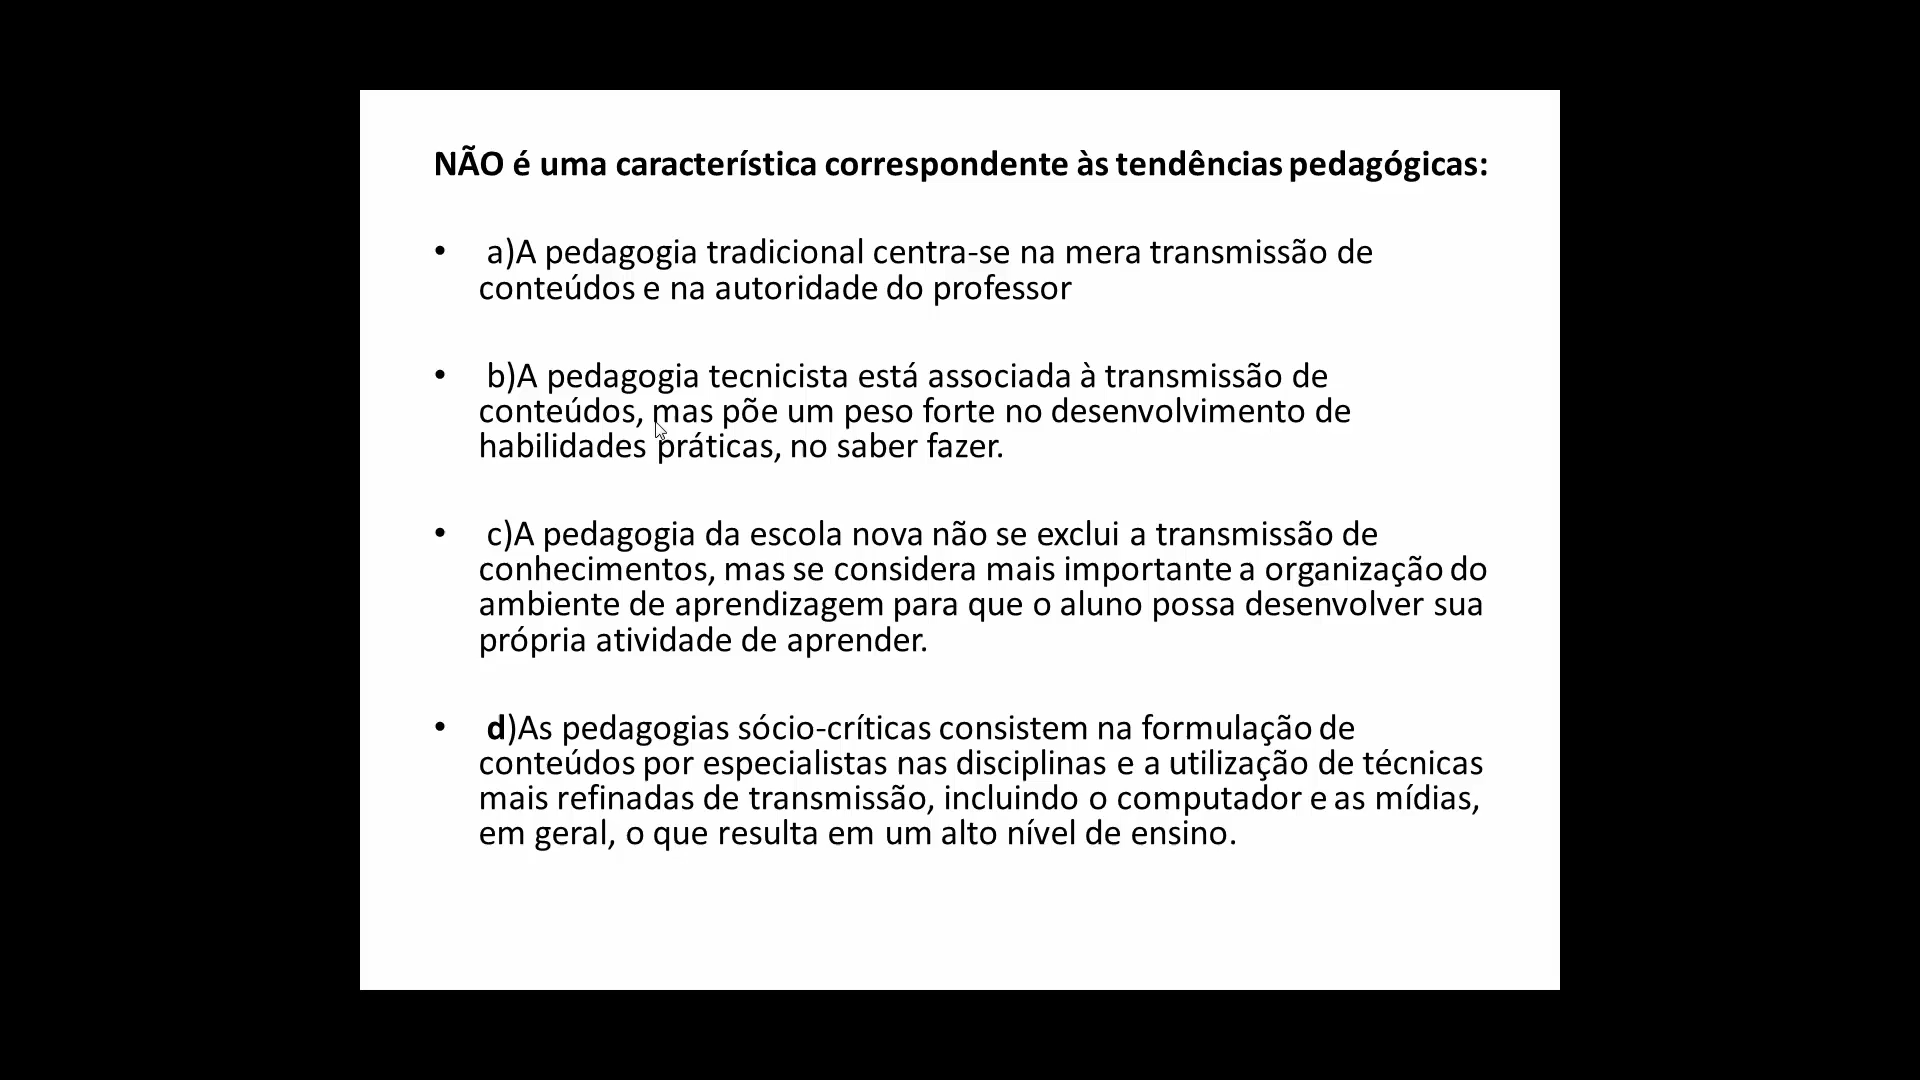 NÃO é uma característica correspondente às tendências pedagógicas:
• a)A pedagogia tradicional centra-se na mera transmissão de
conteúdos e na autoridade do professor
• b)A pedagogia tecnicista está associada à transmissão de
conteúdos, mas põe um peso forte no desenvolvimento de
habilidades práticas, no saber fazer.
• c)A pedagogia da escola nova não se exclui a transmissão de
conhecimentos, mas se considera mais importante a organização do
ambiente de aprendizagem para que o aluno possa desenvolver sua
própria atividade de aprender.
• d)As pedagogias sócio-críticas consistem na formulação de
conteúdos por especialistas nas disciplinas e a utilização de técnicas
mais refinadas de transmissão, incluindo o computador e as mídias,
em geral, o que resulta em um alto nível de ensino.